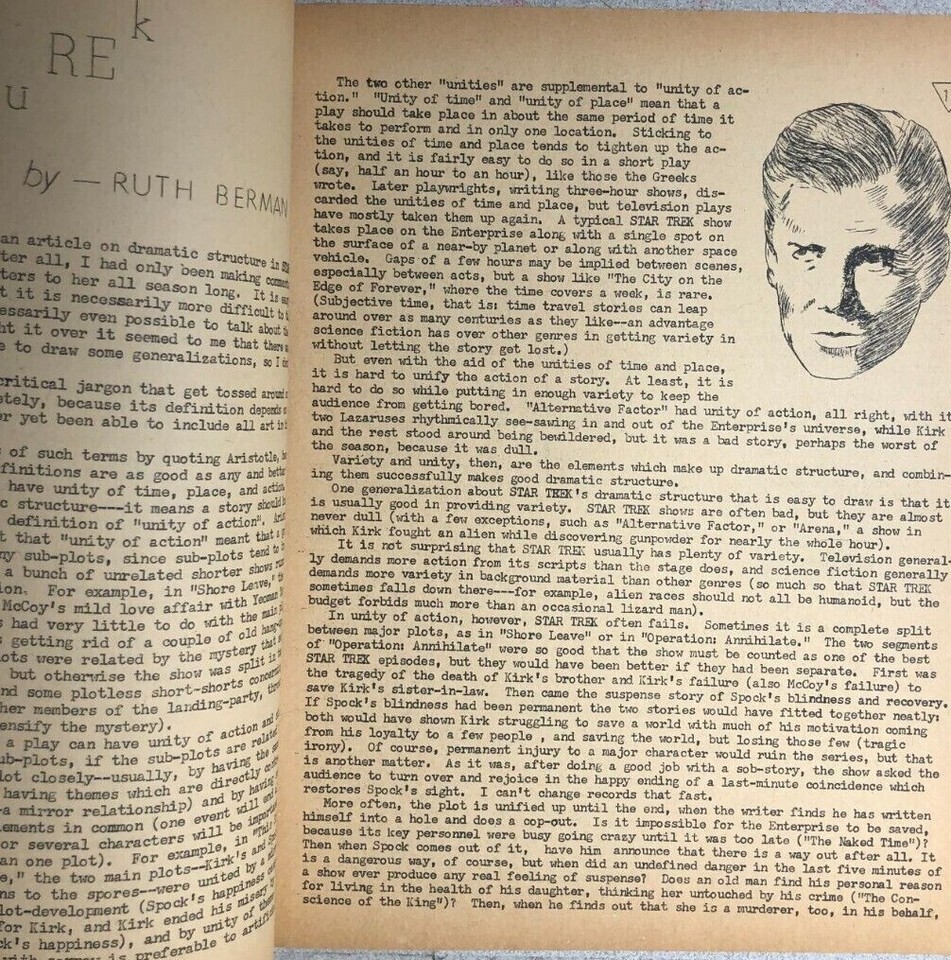 k
RE
u
by — RUTH BERMAN
an article on dramatic structure in
ter all, I had only been making
ters to her all season long. It is
t it is necessarily more difficult to
essarily even possible to talk about
ht it over it seemed to me that there
e to draw some generalizations, so I
critical jargon that get tossed around
etely, because its definition depends
er yet been able to include all art
s of such terms by quoting Aristotle,
finitions are as good as any and better
have unity of time, place, and action.
c structure---it means a story should
definition of "unity of action".
t that "unity of action" meant that a
ny sub-plots, since sub-plots tend to
a bunch of unrelated shorter shows
ion. For example, in "Shore Leave,"
McCoy's mild love affair with Yeoman
s had very little to do with the main
s getting rid of a couple of old
lots were related by the mystery that
but otherwise the show was split
nd some plotless short-shorts
her members of the landing-party,
ensify the mystery).
a play can have unity of action and
ub-plots, if the sub-plots are related
lot closely--usually, by having the
having themes which are directly
a mirror relationship) and by having
ements in common (one event will
or several characters will be
an one plot). For example, in "This
e," the two main plots--Kirk's and
ns to the spores--were united by a
lot-development (Spock's happiness
for Kirk, and Kirk ended his misery
ck's happiness), and by unity of
is preferable to
1
The two other "unities" are supplemental to "unity of ac-
tion." "Unity of time" and "unity of place" mean that a
play should take place in about the same period of time it
takes to perform and in only one location. Sticking to
the unities of time and place tends to tighten up the ac-
tion, and it is fairly easy to do so in a short play
(say, half an hour to an hour), like those the Greeks
wrote. Later playwrights, writing three-hour shows, dis-
carded the unities of time and place, but television plays
have mostly taken them up again. A typical STAR TREK show
takes place on the Enterprise along with a single spot on
the surface of a near-by planet or along with another space
vehicle. Gaps of a few hours may be implied between scenes,
especially between acts, but a show like "The City on the
Edge of Forever," where the time covers a week, is rare.
(Subjective time, that is: time travel stories can leap
around over as many centuries as they like--an advantage
science fiction has over other genres in getting variety in
without letting the story get lost.)
But even with the aid of the unities of time and place,
it is hard to unify the action of a story. At least, it is
hard to do so while putting in enough variety to keep the
audience from getting bored. "Alternative Factor" had unity of action, all right, with it
two Lazaruses rhythmically see-sawing in and out of the Enterprise's universe, while Kirk
and the rest stood around being bewildered, but it was a bad story, perhaps the worst of
the season, because it was dull.
Variety and unity, then, are the elements which make up dramatic structure, and combin-
ing them successfully makes good dramatic structure.
One generalization about STAR TREK's dramatic structure that is easy to draw is that it
is usually good in providing variety. STAR TREK shows are often bad, but they are almost
never dull (with a few exceptions, such as "Alternative Factor," or "Arena," a show in
which Kirk fought an alien while discovering gunpowder for nearly the whole hour).
It is not surprising that STAR TREK usually has plenty of variety. Television general-
ly demands more action from its scripts than the stage does, and science fiction generally
demands more variety in background material than other genres (so much so that STAR TREK
sometimes falls down there---for example, alien races should not all be humanoid, but the
budget forbids much more than an occasional lizard man).
In unity of action, however, STAR TREK often fails. Sometimes it is a complete split
between major plots, as in "Shore Leave" or in "Operation: Annihilate." The two segments
of "Operation: Annihilate" were so good that the show must be counted as one of the best
STAR TREK episodes, but they would have been better if they had been separate. First was
the tragedy of the death of Kirk's brother and Kirk's failure (also McCoy's failure) to
save Kirk's sister-in-law. Then came the suspense story of Spock's blindness and recovery.
If Spock's blindness had been permanent the two stories would have fitted together neatly:
both would have shown Kirk struggling to save a world with much of his motivation coming
from his loyalty to a few people , and saving the world, but losing those few (tragic
irony). Of course, permanent injury to a major character would ruin the series, but that
is another matter. As it was, after doing a good job with a sob-story, the show asked the
audience to turn over and rejoice in the happy ending of a last-minute coincidence which
restores Spock's sight. I can't change records that fast.
More often, the plot is unified up until the end, when the writer finds he has written
himself into a hole and does a cop-out. Is it impossible for the Enterprise to be saved,
because its key personnel were busy going crazy until it was too late ("The Naked Time")?
Then when Spock comes out of it, have him announce that there is a way out after all. It
is a dangerous way, of course, but when did an undefined danger in the last five minutes of
a show ever produce any real feeling of suspense? Does an old man find his personal reason
for living in the health of his daughter, thinking her untouched by his crime ("The Con-
science of the King")? Then, when he finds out that she is a murderer, too, in his behalf,